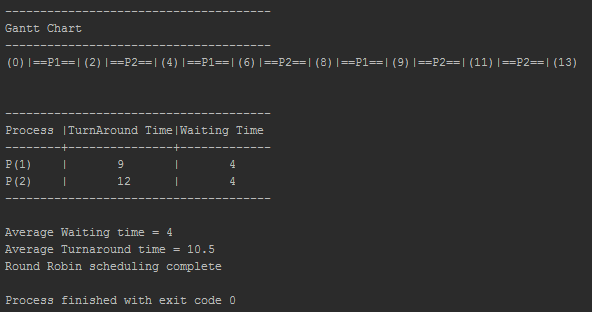 ---------------------------------------
Gantt Chart
---------------------------------------
(0)|==P1==|(2)|==P2==|(4)|==P1==|(6)|==P2==|(8)|==P1==|(9)|==P2==|(11)|==P2==|(13)
---------------------------------------
Process |TurnAround Time|Waiting Time
--------+---------------+-------------
P(1)    |       9       |       4
P(2)    |       12      |       4
---------------------------------------
Average Waiting time = 4
Average Turnaround time = 10.5
Round Robin scheduling complete
Process finished with exit code 0